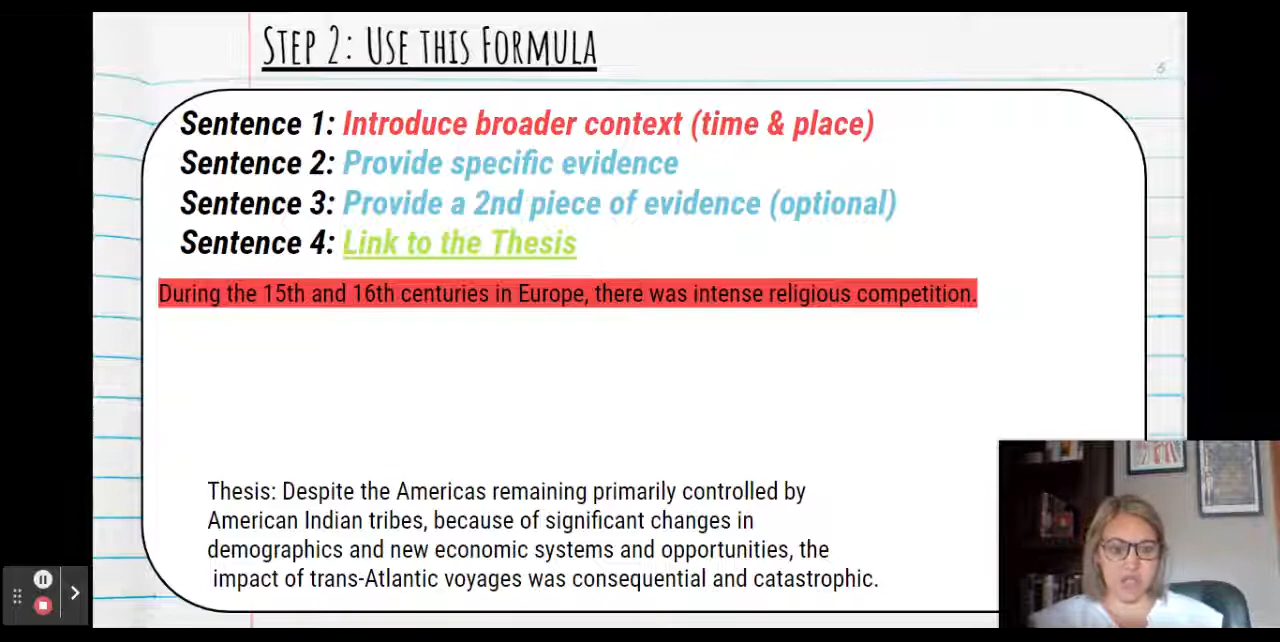 STEP 2: USE THIS FORMULA
6
Sentence 1: Introduce broader context (time & place)
Sentence 2: Provide specific evidence
Sentence 3: Provide a 2nd piece of evidence (optional)
Sentence 4: Link to the Thesis
During the 15th and 16th centuries in Europe, there was intense religious competition.
Thesis: Despite the Americas remaining primarily controlled by
American Indian tribes, because of significant changes in
demographics and new economic systems and opportunities, the
impact of trans-Atlantic voyages was consequential and catastrophic.